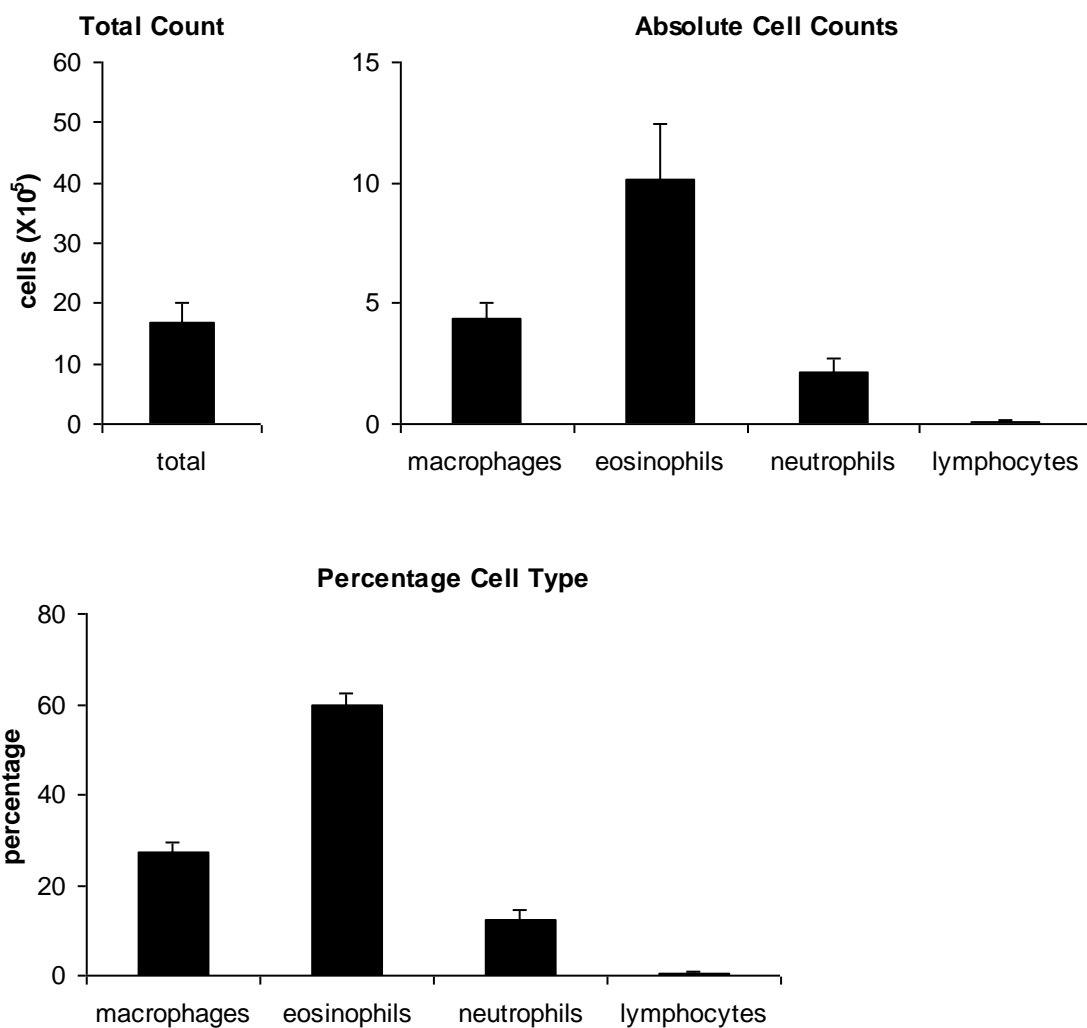 Total Count
60
50
40
30
20
10
0
cells (X10⁵)
total
Absolute Cell Counts
15
10
5
0
macrophages eosinophils neutrophils lymphocytes
Percentage Cell Type
80
60
40
20
0
percentage
macrophages eosinophils neutrophils lymphocytes